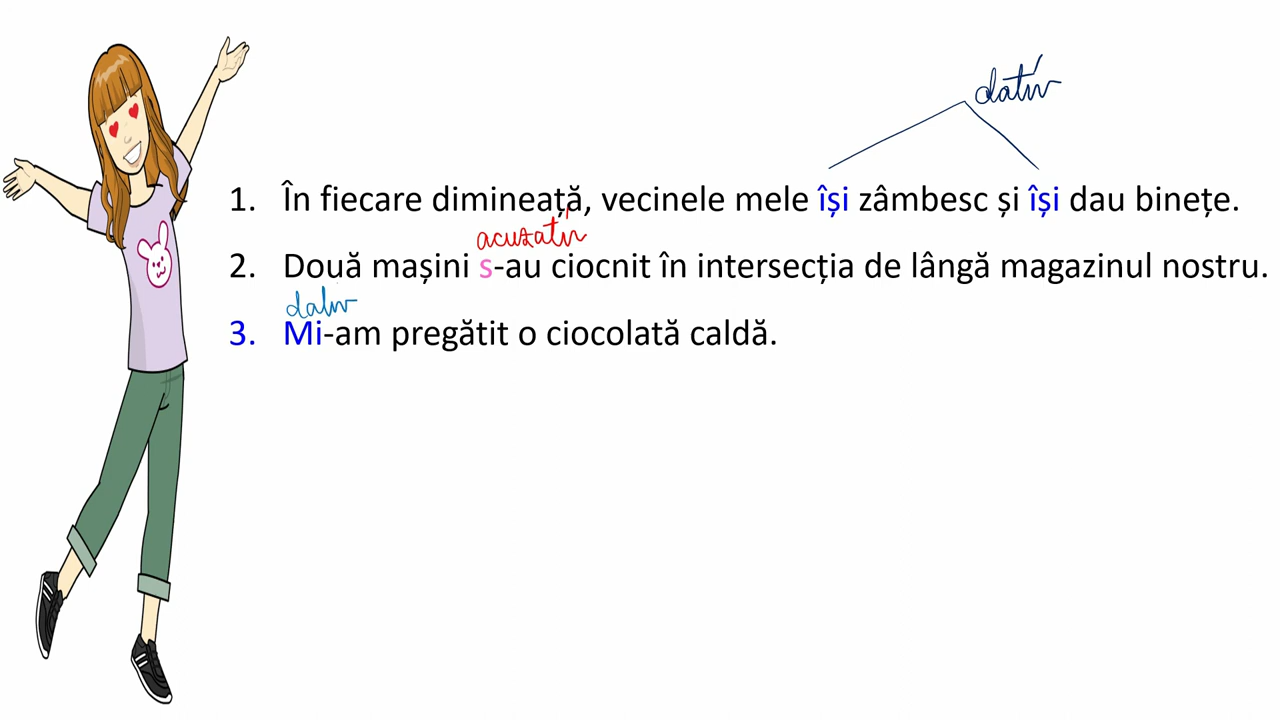 dativ
1. În fiecare dimineață, vecinele mele își zâmbesc și își dau binețe.
acuzativ
2. Două mașini s-au ciocnit în intersecția de lângă magazinul nostru.
dativ
3. Mi-am pregătit o ciocolată caldă.